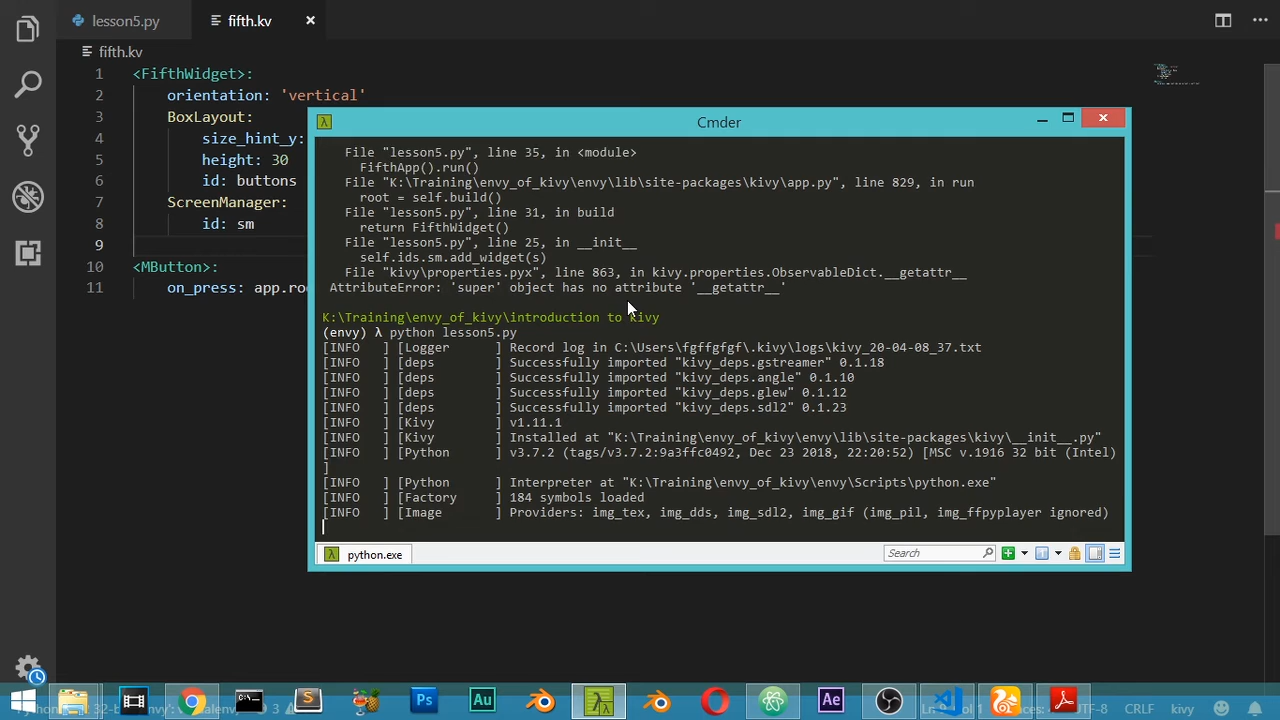 lesson5.py
fifth.kv
fifth.kv
1 <FifthWidget>:
2 orientation: 'vertical'
3 BoxLayout:
4 size_hint_y:
5 height: 30
6 id: buttons
7 ScreenManager:
8 id: sm
9
10 <MButton>:
11 on_press: app.roo
Cmder
File "lesson5.py", line 35, in <module>
FifthApp().run()
File "K:\Training\envy_of_kivy\envy\lib\site-packages\kivy\app.py", line 829, in run
root = self.build()
File "lesson5.py", line 31, in build
return FifthWidget()
File "lesson5.py", line 25, in __init__
self.ids.sm.add_widget(s)
File "kivy\properties.pyx", line 863, in kivy.properties.ObservableDict.__getattr__
AttributeError: 'super' object has no attribute '__getattr__'
K:\Training\envy_of_kivy\introduction to kivy
(envy) λ python lesson5.py
[INFO   ] [Logger      ] Record log in C:\Users\fgffgfgf\.kivy\logs\kivy_20-04-08_37.txt
[INFO   ] [deps        ] Successfully imported "kivy_deps.gstreamer" 0.1.18
[INFO   ] [deps        ] Successfully imported "kivy_deps.angle" 0.1.10
[INFO   ] [deps        ] Successfully imported "kivy_deps.glew" 0.1.12
[INFO   ] [deps        ] Successfully imported "kivy_deps.sdl2" 0.1.23
[INFO   ] [Kivy        ] v1.11.1
[INFO   ] [Kivy        ] Installed at "K:\Training\envy_of_kivy\envy\lib\site-packages\kivy\__init__.py"
[INFO   ] [Python      ] v3.7.2 (tags/v3.7.2:9a3ffc0492, Dec 23 2018, 22:20:52) [MSC v.1916 32 bit (Intel)
]
[INFO   ] [Python      ] Interpreter at "K:\Training\envy_of_kivy\envy\Scripts\python.exe"
[INFO   ] [Factory     ] 184 symbols loaded
[INFO   ] [Image       ] Providers: img_tex, img_dds, img_sdl2, img_gif (img_pil, img_ffpyplayer ignored)
python.exe
Search
Ps
Au
Ae
CRLF
kivy